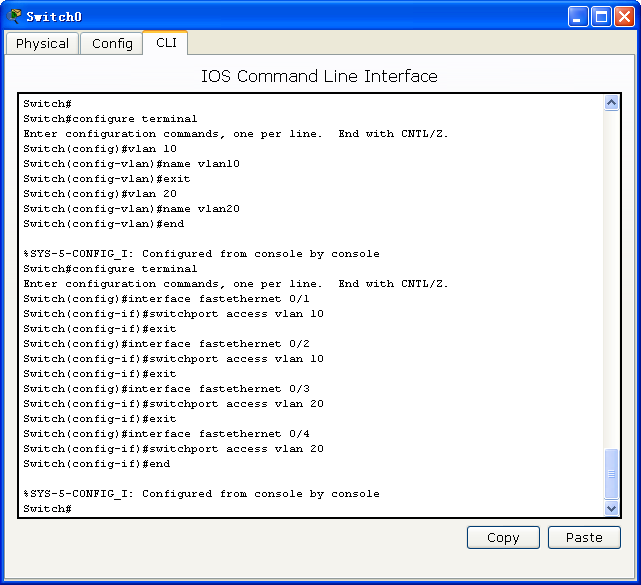 Switch0
Physical Config CLI
IOS Command Line Interface
Switch#
Switch#configure terminal
Enter configuration commands, one per line.  End with CNTL/Z.
Switch(config)#vlan 10
Switch(config-vlan)#name vlan10
Switch(config-vlan)#exit
Switch(config)#vlan 20
Switch(config-vlan)#name vlan20
Switch(config-vlan)#end
%SYS-5-CONFIG_I: Configured from console by console
Switch#configure terminal
Enter configuration commands, one per line.  End with CNTL/Z.
Switch(config)#interface fastethernet 0/1
Switch(config-if)#switchport access vlan 10
Switch(config-if)#exit
Switch(config)#interface fastethernet 0/2
Switch(config-if)#switchport access vlan 10
Switch(config-if)#exit
Switch(config)#interface fastethernet 0/3
Switch(config-if)#switchport access vlan 20
Switch(config-if)#exit
Switch(config)#interface fastethernet 0/4
Switch(config-if)#switchport access vlan 20
Switch(config-if)#end
%SYS-5-CONFIG_I: Configured from console by console
Switch#
Copy Paste